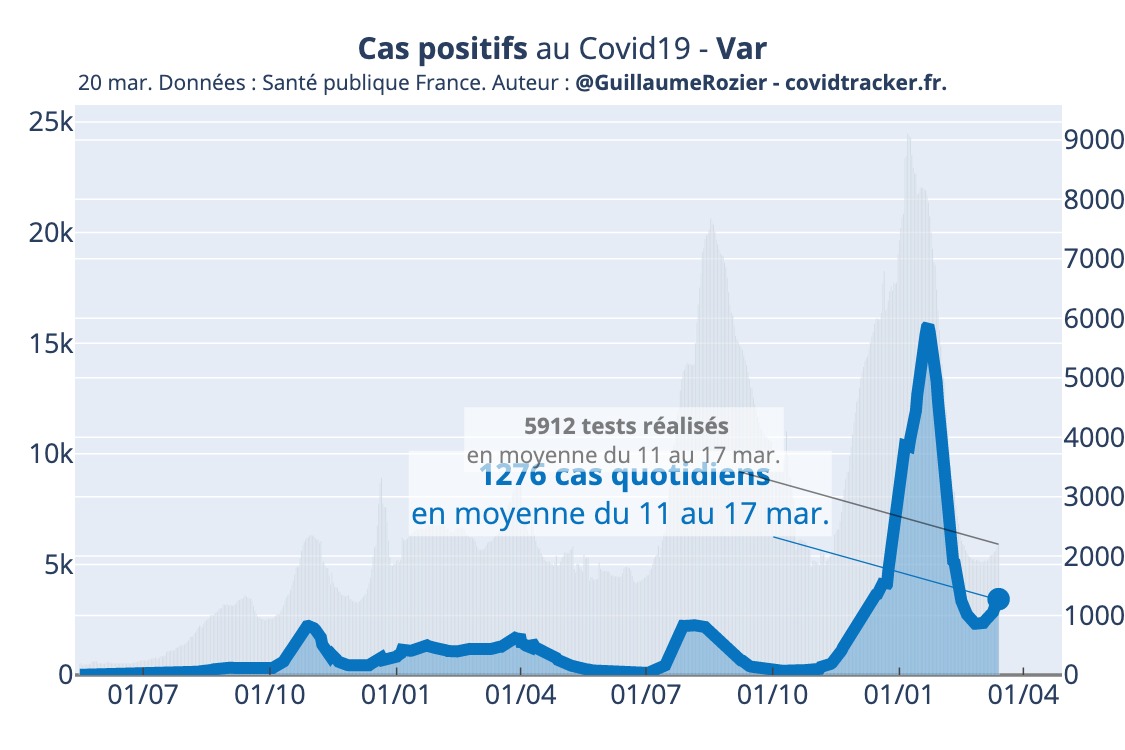 Cas positifs au Covid19 - Var
20 mar. Données : Santé publique France. Auteur : @GuillaumeRozier - covidtracker.fr.
25k
9000
8000
20k
7000
6000
15k
5000
5912 tests réalisés
4000
10k
en moyenne du 11 au 17 mar.
1276 cas quotidiens
3000
en moyenne du 11 au 17 mar.
5k
2000
1000
0
0
01/07 01/10 01/01 01/04 01/07 01/10 01/01 01/04